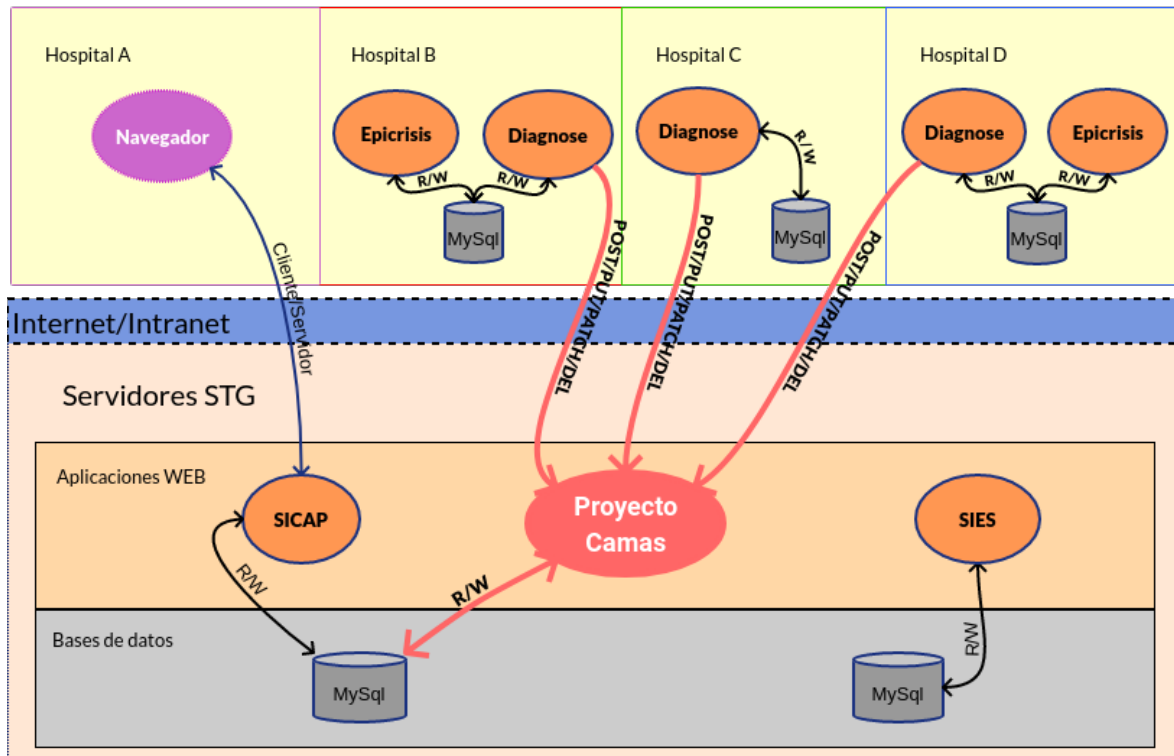 Hospital A
Hospital B
Hospital C
Hospital D
Navegador
Epicrisis
Diagnose
Diagnose
Diagnose
Epicrisis
R/W
R/W
R/W
R/W
R/W
MySql
MySql
MySql
Cliente/Servidor
POST/PUT/PATCH/DEL
POST/PUT/PATCH/DEL
POST/PUT/PATCH/DEL
Internet/Intranet
Servidores STG
Aplicaciones WEB
SICAP
Proyecto
Camas
SIES
R/W
R/W
R/W
Bases de datos
MySql
MySql